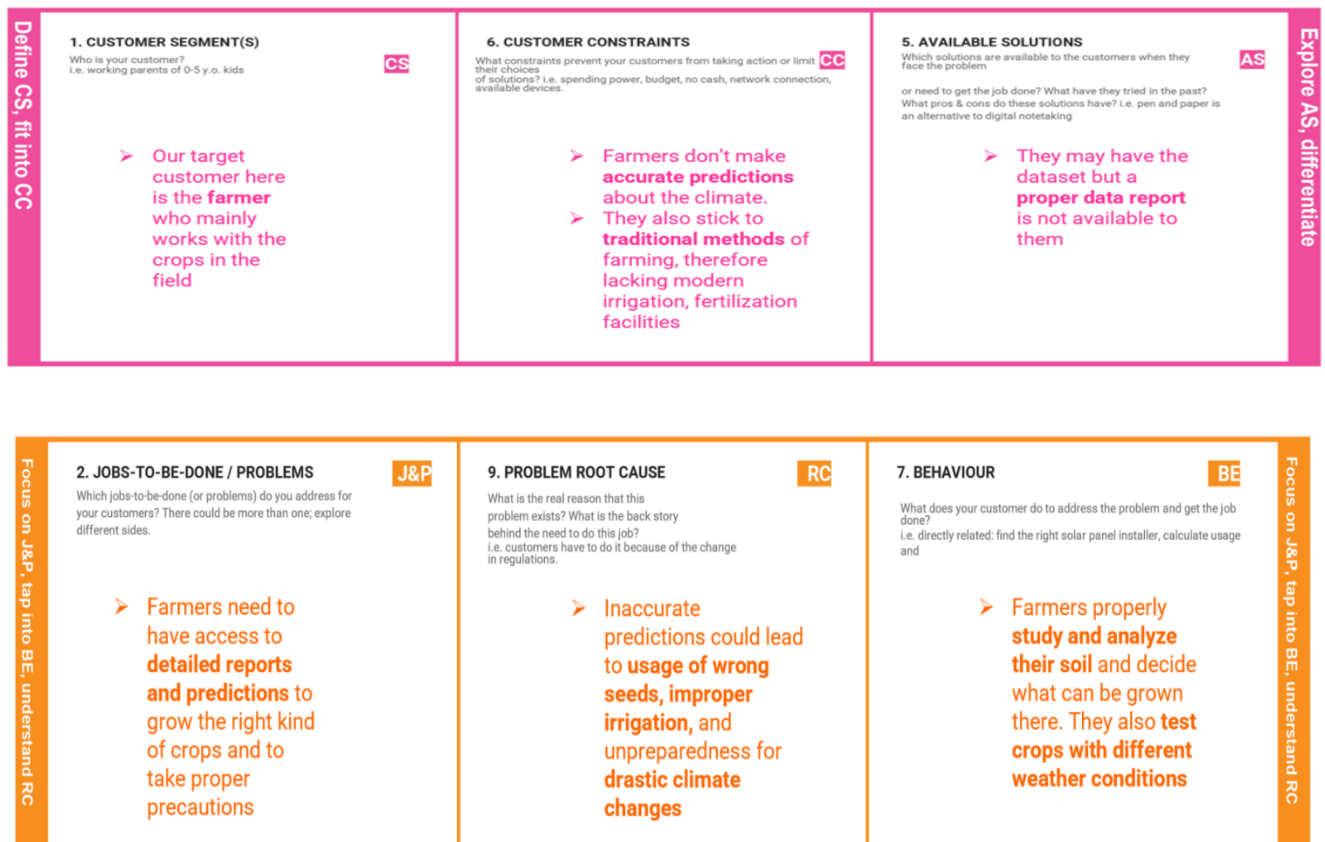 Define CS, fit into CC
1. CUSTOMER SEGMENT(S)
Who is your customer?
i.e. working parents of 0-5 y.o. kids
CS
Our target
customer here
is the farmer
who mainly
works with the
crops in the
field
6. CUSTOMER CONSTRAINTS
What constraints prevent your customers from taking action or limit
their choices
of solutions? i.e. spending power, budget, no cash, network connection,
available devices.
CC
Farmers don't make
accurate predictions
about the climate.
They also stick to
traditional methods of
farming, therefore
lacking modern
irrigation, fertilization
facilities
5. AVAILABLE SOLUTIONS
Which solutions are available to the customers when they
face the problem
or need to get the job done? What have they tried in the past?
What pros & cons do these solutions have? i.e. pen and paper is
an alternative to digital notetaking
AS
They may have the
dataset but a
proper data report
is not available to
them
Explore AS, differentiate
Focus on J&P, tap into BE, understand RC
2. JOBS-TO-BE-DONE / PROBLEMS
J&P
Which jobs-to-be-done (or problems) do you address for
your customers? There could be more than one; explore
different sides.
Farmers need to
have access to
detailed reports
and predictions to
grow the right kind
of crops and to
take proper
precautions
9. PROBLEM ROOT CAUSE
RC
What is the real reason that this
problem exists? What is the back story
behind the need to do this job?
i.e. customers have to do it because of the change
in regulations.
Inaccurate
predictions could lead
to usage of wrong
seeds, improper
irrigation, and
unpreparedness for
drastic climate
changes
7. BEHAVIOUR
BE
What does your customer do to address the problem and get the job
done?
i.e. directly related: find the right solar panel installer, calculate usage
and
Farmers properly
study and analyze
their soil and decide
what can be grown
there. They also test
crops with different
weather conditions
Focus on J&P, tap into BE, understand RC